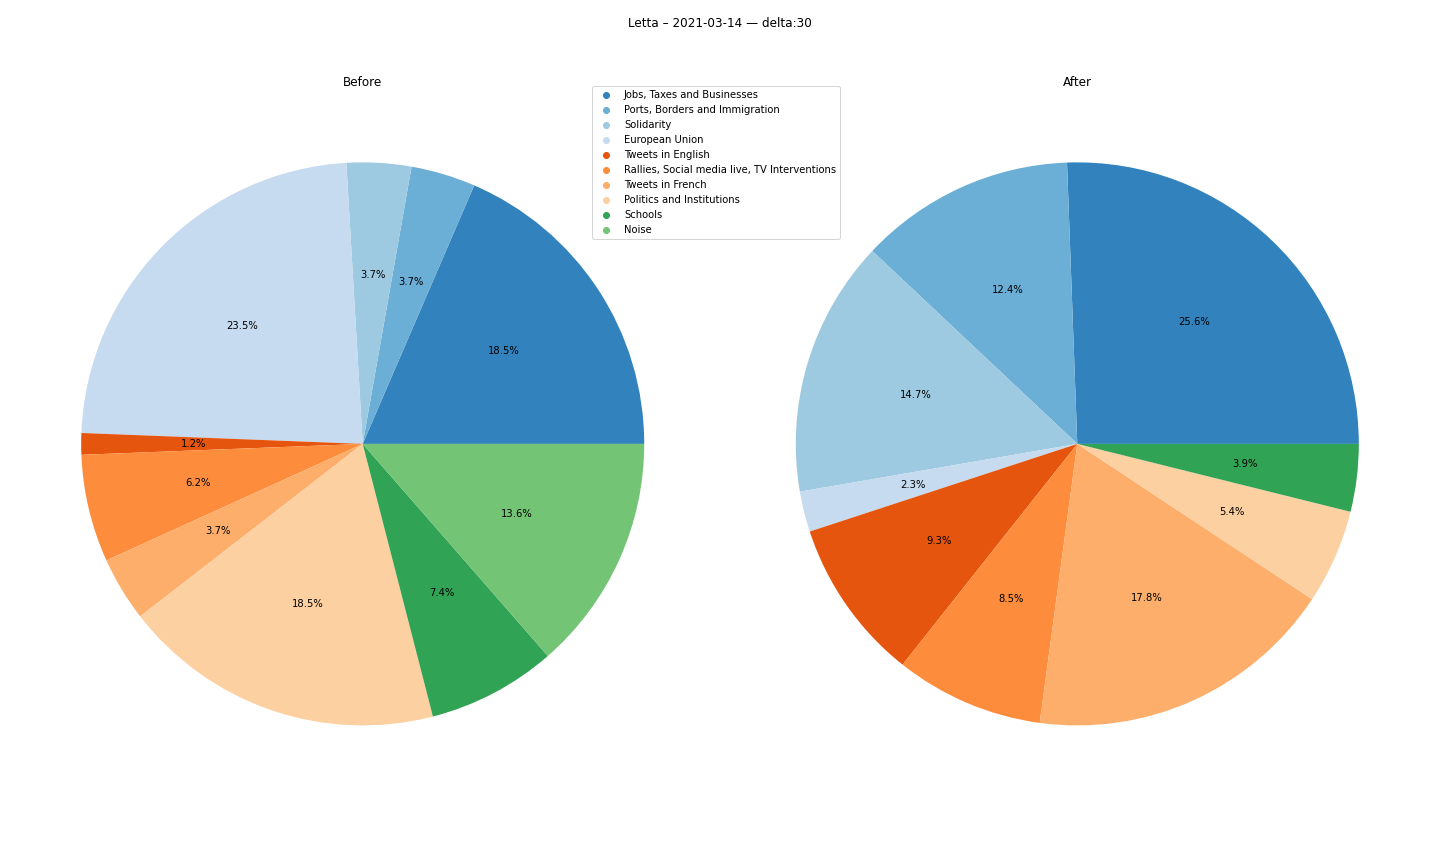 Letta – 2021-03-14 — delta:30
Before
After
Jobs, Taxes and Businesses
Ports, Borders and Immigration
Solidarity
European Union
Tweets in English
Rallies, Social media live, TV Interventions
Tweets in French
Politics and Institutions
Schools
Noise
18.5%
3.7%
3.7%
23.5%
1.2%
6.2%
3.7%
18.5%
7.4%
13.6%
25.6%
12.4%
14.7%
2.3%
9.3%
8.5%
17.8%
5.4%
3.9%